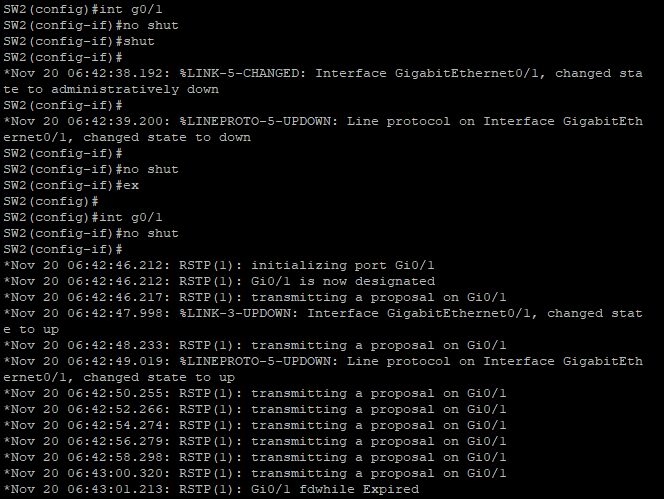 SW2(config)#int g0/1
SW2(config-if)#no shut
SW2(config-if)#shut
SW2(config-if)#
*Nov 20 06:42:38.192: %LINK-5-CHANGED: Interface GigabitEthernet0/1, changed sta
te to administratively down
SW2(config-if)#
*Nov 20 06:42:39.200: %LINEPROTO-5-UPDOWN: Line protocol on Interface GigabitEth
ernet0/1, changed state to down
SW2(config-if)#
SW2(config-if)#no shut
SW2(config-if)#ex
SW2(config)#
SW2(config)#int g0/1
SW2(config-if)#no shut
SW2(config-if)#
*Nov 20 06:42:46.212: RSTP(1): initializing port Gi0/1
*Nov 20 06:42:46.212: RSTP(1): Gi0/1 is now designated
*Nov 20 06:42:46.217: RSTP(1): transmitting a proposal on Gi0/1
*Nov 20 06:42:47.998: %LINK-3-UPDOWN: Interface GigabitEthernet0/1, changed stat
e to up
*Nov 20 06:42:48.233: RSTP(1): transmitting a proposal on Gi0/1
*Nov 20 06:42:49.019: %LINEPROTO-5-UPDOWN: Line protocol on Interface GigabitEth
ernet0/1, changed state to up
*Nov 20 06:42:50.255: RSTP(1): transmitting a proposal on Gi0/1
*Nov 20 06:42:52.266: RSTP(1): transmitting a proposal on Gi0/1
*Nov 20 06:42:54.274: RSTP(1): transmitting a proposal on Gi0/1
*Nov 20 06:42:56.279: RSTP(1): transmitting a proposal on Gi0/1
*Nov 20 06:42:58.298: RSTP(1): transmitting a proposal on Gi0/1
*Nov 20 06:43:00.320: RSTP(1): transmitting a proposal on Gi0/1
*Nov 20 06:43:01.213: RSTP(1): Gi0/1 fdwhile Expired